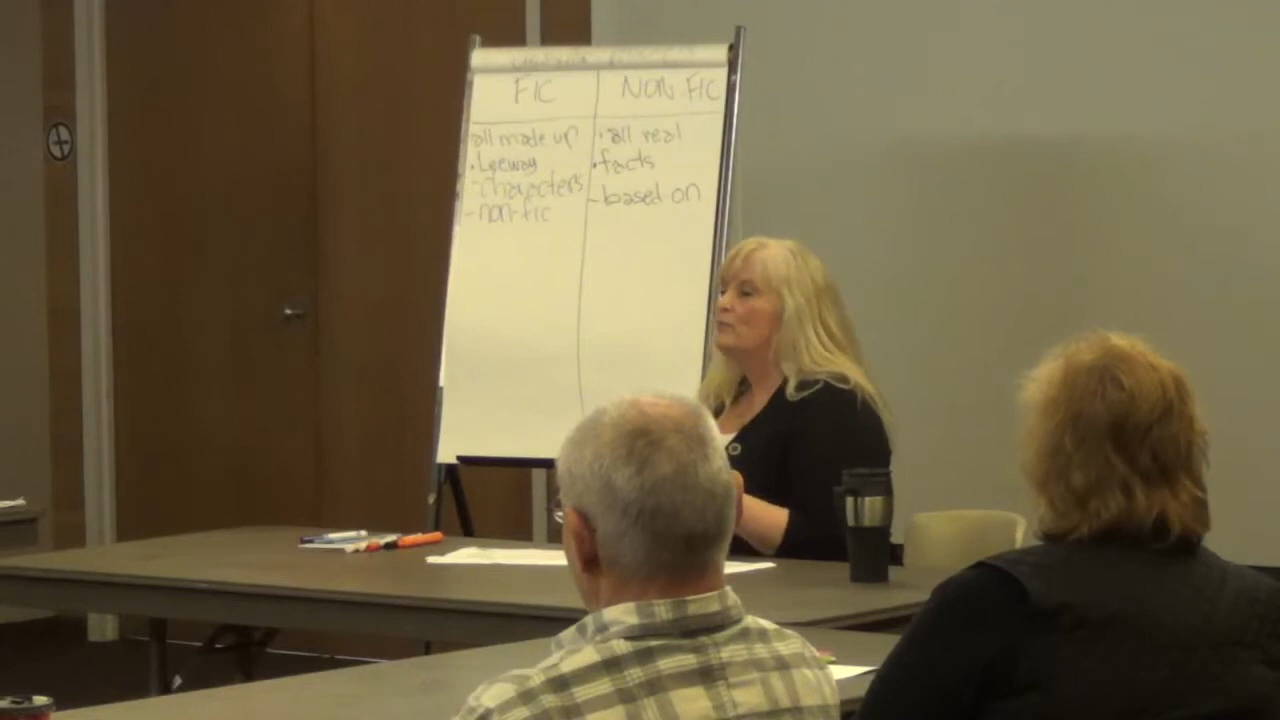 FIC NON FIC
all made up
• Leeway
- characters
- non-fic
• all real
• facts
- based on